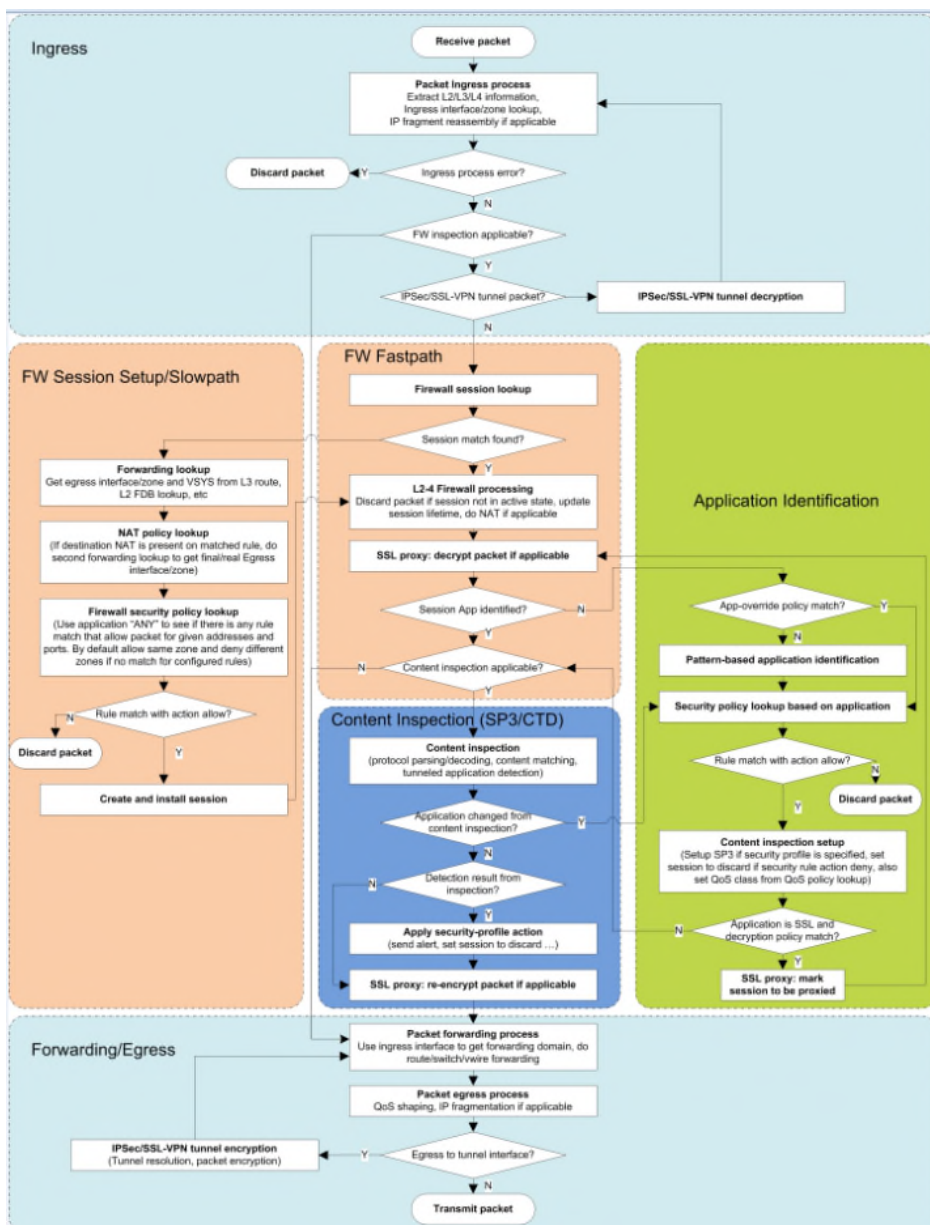 Ingress
Receive packet
Packet Ingress process
Extract L2/L3/L4 information,
Ingress interface/zone lookup,
IP fragment reassembly if applicable
Discard packet
Y
Ingress process error?
N
FW inspection applicable?
Y
IPSec/SSL-VPN tunnel packet?
Y
IPSec/SSL-VPN tunnel decryption
N
FW Session Setup/Slowpath
Forwarding lookup
Get egress interface/zone and VSYS from L3 route,
L2 FDB lookup, etc
NAT policy lookup
(If destination NAT is present on matched rule, do
second forwarding lookup to get final/real Egress
interface/zone)
Firewall security policy lookup
(Use application “ANY” to see if there is any rule
match that allow packet for given addresses and
ports. By default allow same zone and deny different
zones if no match for configured rules)
N
Rule match with action allow?
Discard packet
Y
Create and install session
FW Fastpath
Firewall session lookup
Session match found?
Y
L2-4 Firewall processing
Discard packet if session not in active state, update
session lifetime, do NAT if applicable
SSL proxy: decrypt packet if applicable
Session App identified?
N
Y
N
Content inspection applicable?
Y
Content Inspection (SP3/CTD)
Content inspection
(protocol parsing/decoding, content matching,
tunneled application detection)
Application changed from
content inspection?
Y
N
N
Detection result from
inspection?
Y
Apply security-profile action
(send alert, set session to discard …)
SSL proxy: re-encrypt packet if applicable
Application Identification
App-override policy match?
Y
N
Pattern-based application identification
Security policy lookup based on application
Rule match with action allow?
N
Discard packet
Y
Content inspection setup
(Setup SP3 if security profile is specified, set
session to discard if security rule action deny, also
set QoS class from QoS policy lookup)
N
Application is SSL and
decryption policy match?
Y
SSL proxy: mark
session to be proxied
Forwarding/Egress
Packet forwarding process
Use ingress interface to get forwarding domain, do
route/switch/vwire forwarding
Packet egress process
QoS shaping, IP fragmentation if applicable
IPSec/SSL-VPN tunnel encryption
(Tunnel resolution, packet encryption)
Y
Egress to tunnel interface?
N
Transmit packet